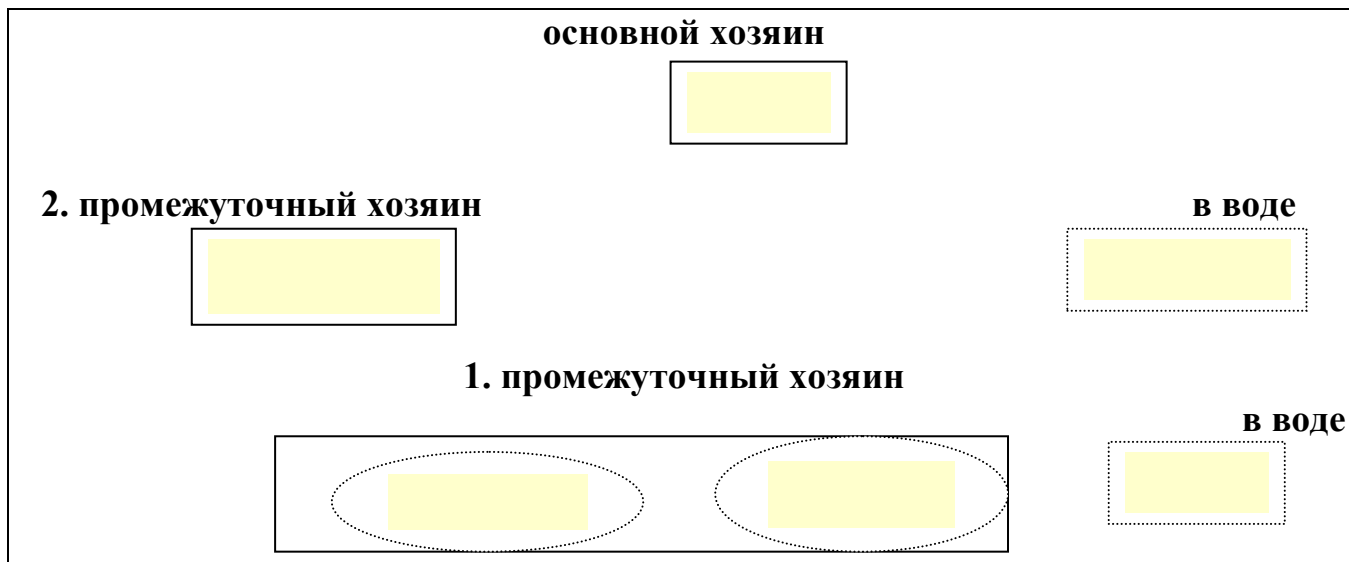 основной хозяин
2. промежуточный хозяин
в воде
1. промежуточный хозяин
в воде